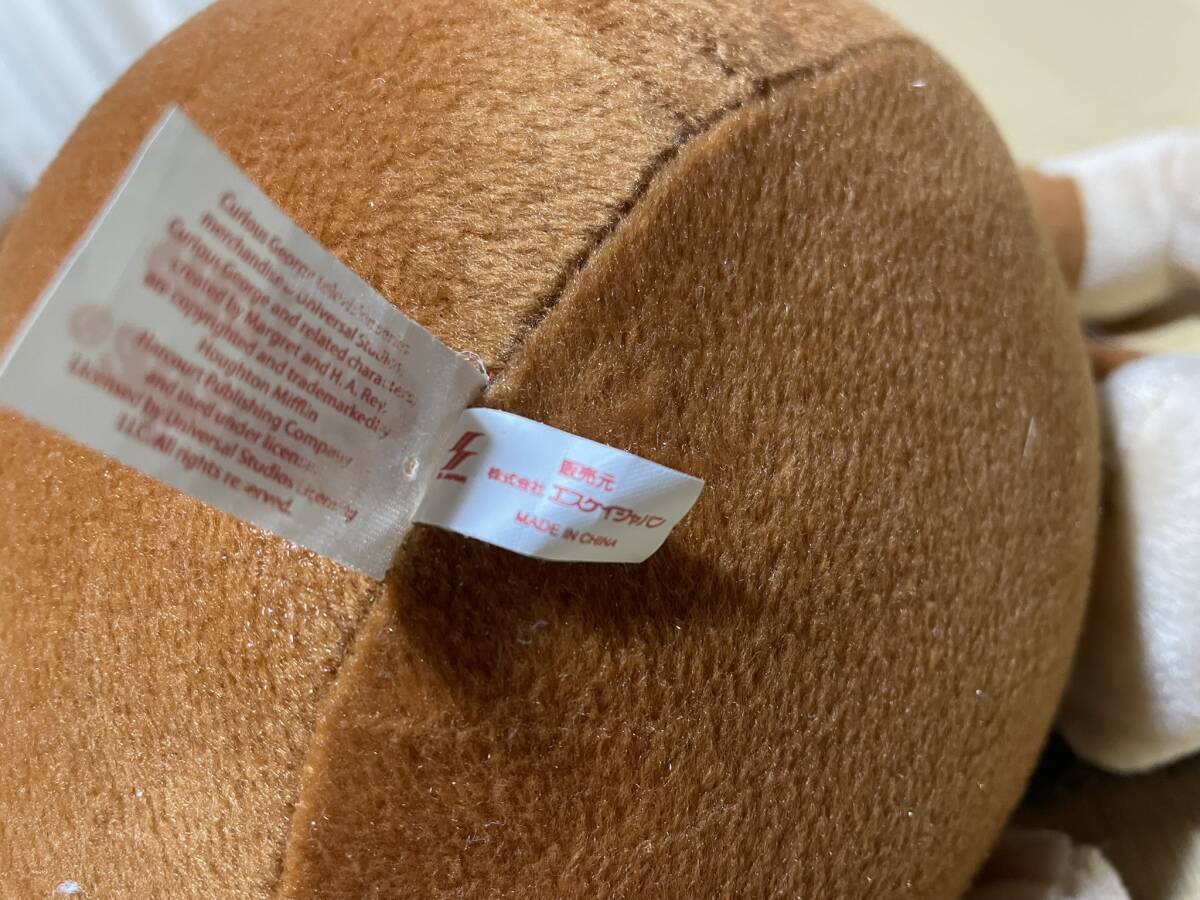 Curious George television series
merchandise © Universal Studios.
Curious George and related characters,
created by Margret and H. A. Rey,
are copyrighted and trademarked by
Houghton Mifflin
Harcourt Publishing Company
and used under license.
Licensed by Universal Studios Licensing
LLC. All rights reserved.
販売元
株式会社 エスケイジャパン
MADE IN CHINA